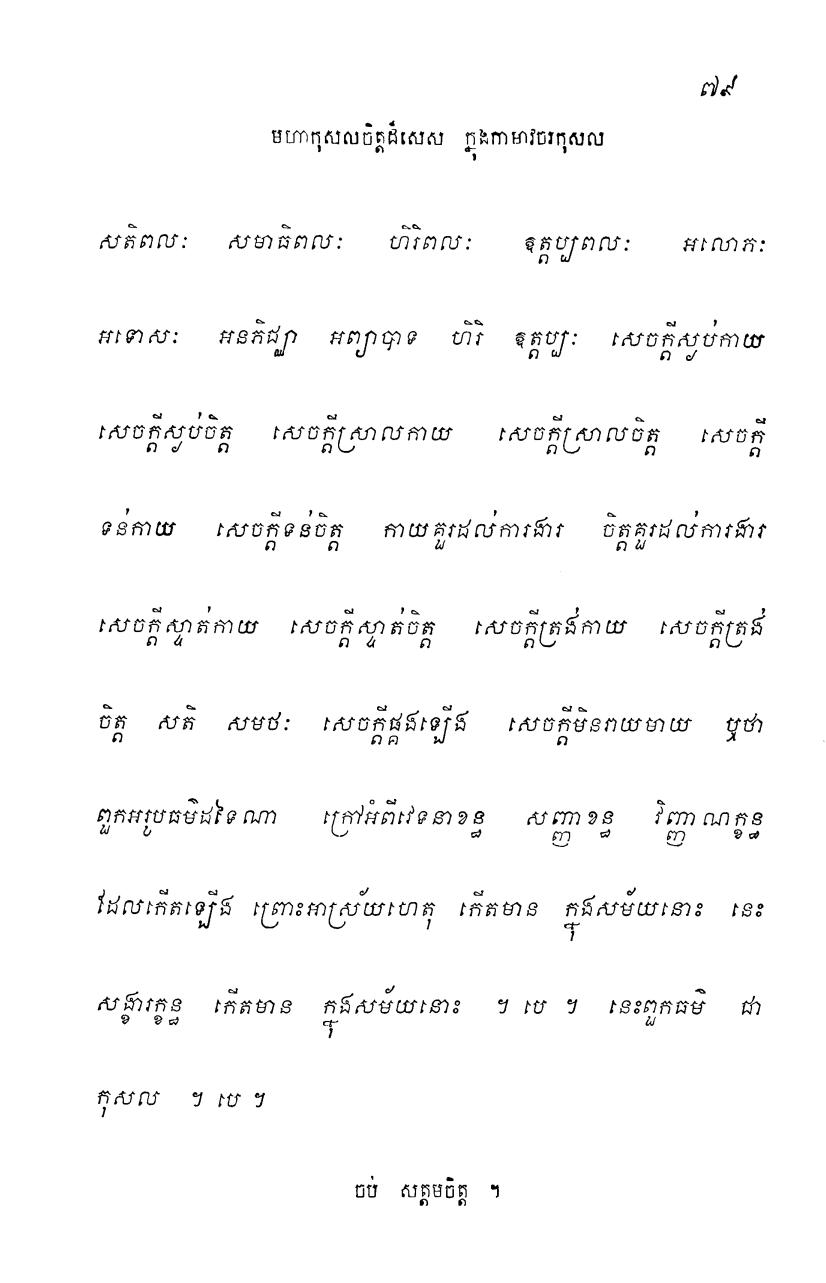 ៧៩
មហាកុសលចិត្តដ៏សេស ក្នុងកាមាវចរកុសល
សតិពលៈ សមាធិពលៈ ហិរិពលៈ ឧត្តប្បពលៈ អលោភៈ
អទោសៈ អនភិជ្ឈា អព្យាបាទ ហិរិ ឧត្តប្បៈ សេចក្តីស្ងប់កាយ
សេចក្តីស្ងប់ចិត្ត សេចក្តីស្រាលកាយ សេចក្តីស្រាលចិត្ត សេចក្តី
ទន់កាយ សេចក្តីទន់ចិត្ត កាយគួរដល់ការងារ ចិត្តគួរដល់ការងារ
សេចក្តីស្ទាត់កាយ សេចក្តីស្ទាត់ចិត្ត សេចក្តីត្រង់កាយ សេចក្តីត្រង់
ចិត្ត សតិ សមថៈ សេចក្តីផ្គងឡើង សេចក្តីមិនរាយមាយ ឬថា
ពួកអរូបធម៌ដទៃណា ក្រៅអំពីវេទនាខន្ធ សញ្ញាខន្ធ វិញ្ញាណក្ខន្ធ
ដែលកើតឡើង ព្រោះអាស្រ័យហេតុ កើតមាន ក្នុងសម័យនោះ នេះ
សង្ខារក្ខន្ធ កើតមាន ក្នុងសម័យនោះ ។ បេ ។ នេះពួកធម៌ ជា
កុសល ។ បេ ។
ចប់ សត្តមចិត្ត ។